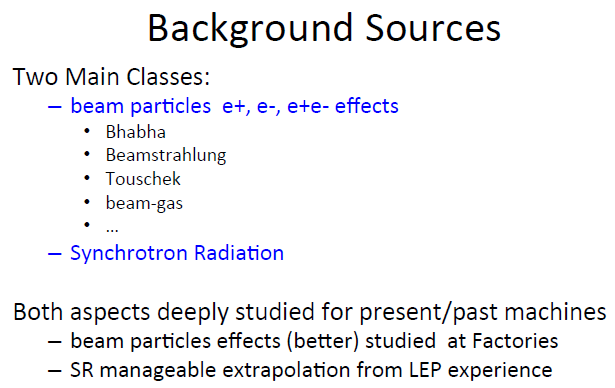 Background Sources
Two Main Classes:
– beam particles e+, e-, e+e- effects
• Bhabha
• Beamstrahlung
• Touschek
• beam-gas
• ...
– Synchrotron Radiation
Both aspects deeply studied for present/past machines
– beam particles effects (better) studied at Factories
– SR manageable extrapolation from LEP experience